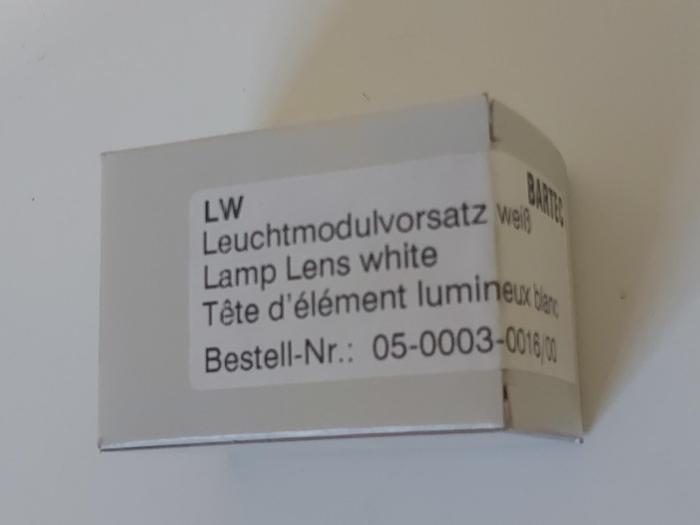 BARTEC
LW
Leuchtmodulvorsatz weiß
Lamp Lens white
Tête d'élément lumineux blanc
Bestell-Nr.: 05-0003-0016/00